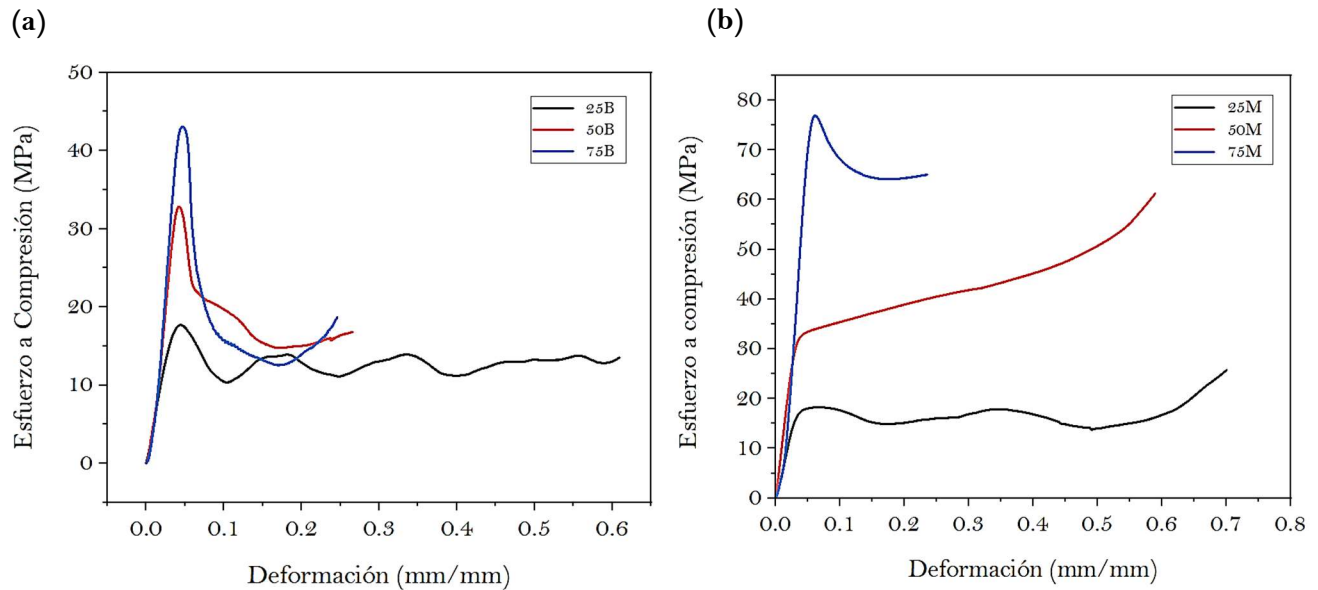 (a)
50
40
30
20
10
0
0.0 0.1 0.2 0.3 0.4 0.5 0.6
Esfuerzo a Compresión (MPa)
Deformación (mm/mm)
25B
50B
75B
(b)
80
70
60
50
40
30
20
10
0
0.0 0.1 0.2 0.3 0.4 0.5 0.6 0.7 0.8
Esfuerzo a compresión (MPa)
Deformación (mm/mm)
25M
50M
75M